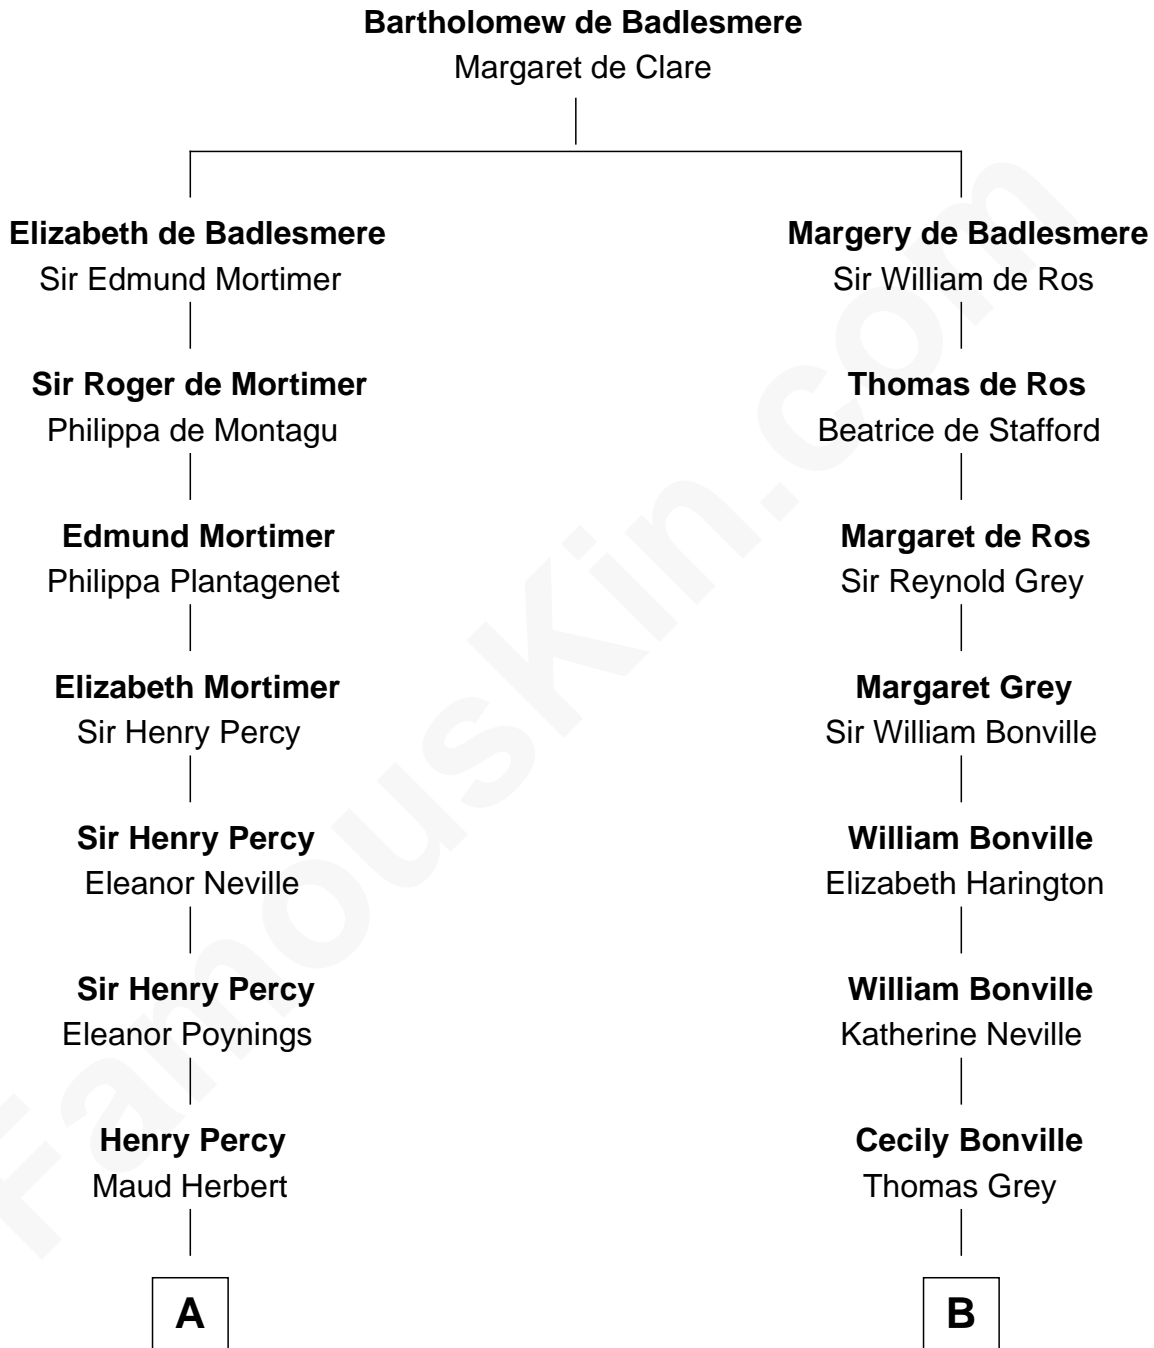 Bartholomew de Badlesmere
Margaret de Clare
Elizabeth de Badlesmere
Sir Edmund Mortimer
Margery de Badlesmere
Sir William de Ros
Sir Roger de Mortimer
Philippa de Montagu
Thomas de Ros
Beatrice de Stafford
Edmund Mortimer
Philippa Plantagenet
Margaret de Ros
Sir Reynold Grey
Elizabeth Mortimer
Sir Henry Percy
Margaret Grey
Sir William Bonville
Sir Henry Percy
Eleanor Neville
William Bonville
Elizabeth Harington
Sir Henry Percy
Eleanor Poynings
William Bonville
Katherine Neville
Henry Percy
Maud Herbert
Cecily Bonville
Thomas Grey
A
B
FamousKin.com